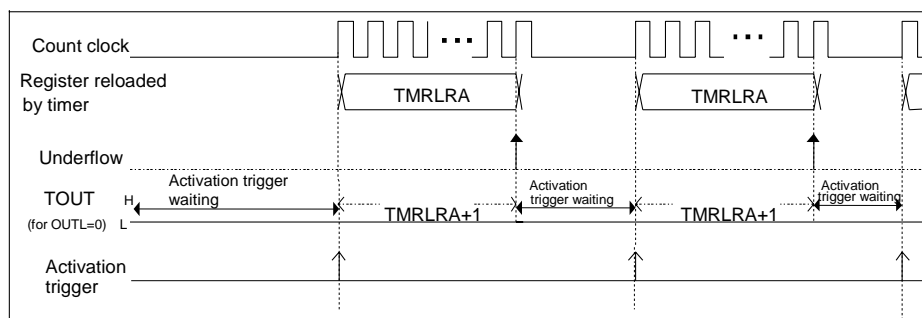 Count clock
Register reloaded
by timer
TMRLRA
TMRLRA
Underflow
TOUT
(for OUTL=0)
H
L
Activation trigger
waiting
TMRLRA+1
Activation
trigger waiting
TMRLRA+1
Activation
trigger waiting
Activation
trigger